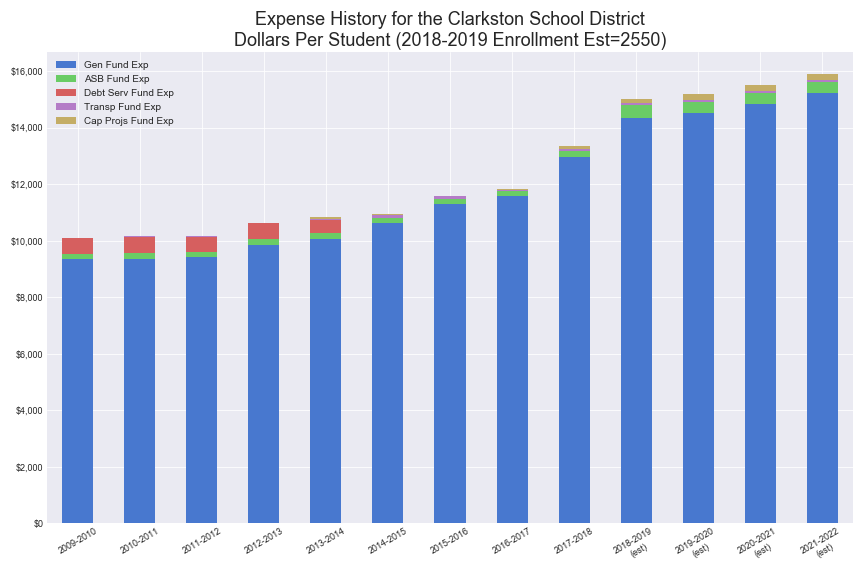 Expense History for the Clarkston School District
Dollars Per Student (2018-2019 Enrollment Est=2550)
Gen Fund Exp
ASB Fund Exp
Debt Serv Fund Exp
Transp Fund Exp
Cap Projs Fund Exp
$16,000
$14,000
$12,000
$10,000
$8,000
$6,000
$4,000
$2,000
$0
2009-2010
2010-2011
2011-2012
2012-2013
2013-2014
2014-2015
2015-2016
2016-2017
2017-2018
2018-2019
(est)
2019-2020
(est)
2020-2021
(est)
2021-2022
(est)